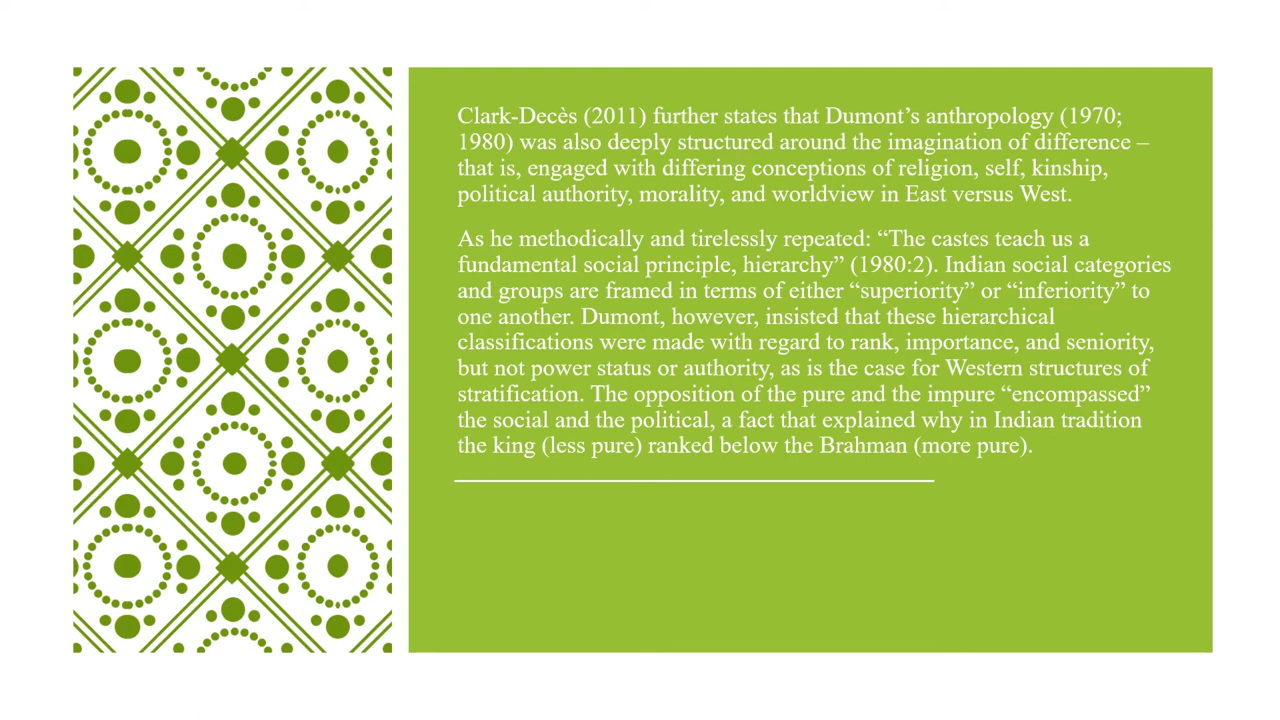 Clark-Decès (2011) further states that Dumont’s anthropology (1970;
1980) was also deeply structured around the imagination of difference –
that is, engaged with differing conceptions of religion, self, kinship,
political authority, morality, and worldview in East versus West.
As he methodically and tirelessly repeated: “The castes teach us a
fundamental social principle, hierarchy” (1980:2). Indian social categories
and groups are framed in terms of either “superiority” or “inferiority” to
one another. Dumont, however, insisted that these hierarchical
classifications were made with regard to rank, importance, and seniority,
but not power status or authority, as is the case for Western structures of
stratification. The opposition of the pure and the impure “encompassed”
the social and the political, a fact that explained why in Indian tradition
the king (less pure) ranked below the Brahman (more pure).